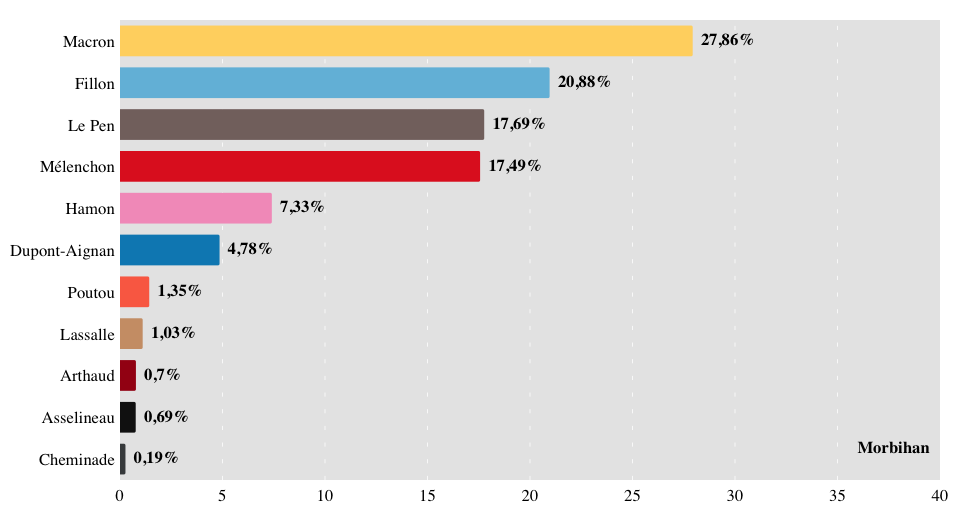 Macron 27,86%
Fillon 20,88%
Le Pen 17,69%
Mélenchon 17,49%
Hamon 7,33%
Dupont-Aignan 4,78%
Poutou 1,35%
Lassalle 1,03%
Arthaud 0,7%
Asselineau 0,69%
Morbihan
Cheminade 0,19%
0 5 10 15 20 25 30 35 40